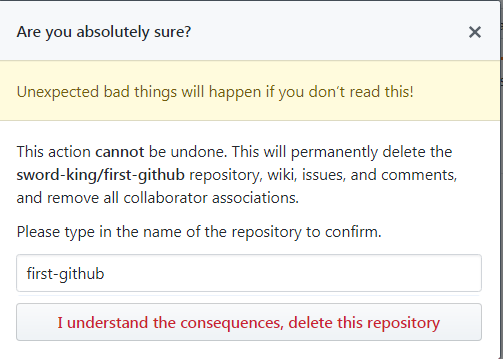 Are you absolutely sure?
Unexpected bad things will happen if you don’t read this!
This action cannot be undone. This will permanently delete the
sword-king/first-github repository, wiki, issues, and comments,
and remove all collaborator associations.
Please type in the name of the repository to confirm.
first-github
I understand the consequences, delete this repository